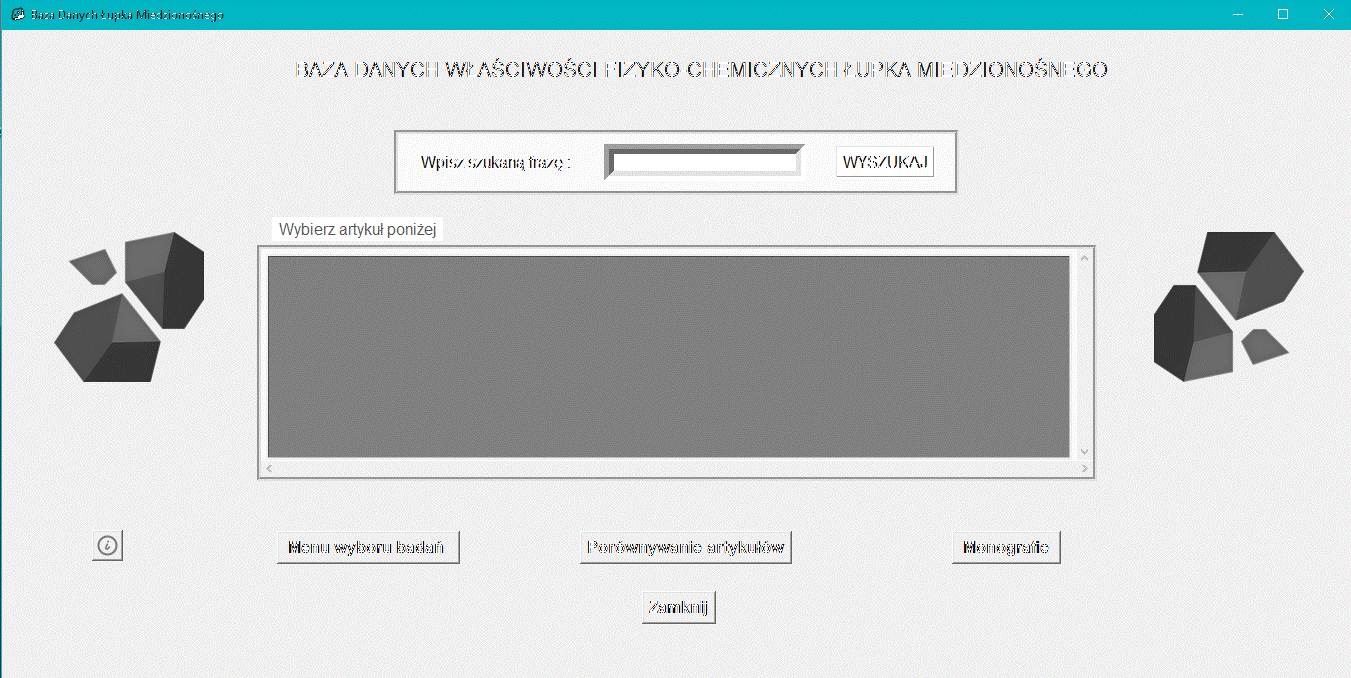 Baza Danych Łupka Miedzionośnego
BAZA DANYCH WŁAŚCIWOŚCI FIZYKO-CHEMICZNYCH ŁUPKA MIEDZIONOŚNEGO
Wpisz szukaną frazę :
WYSZUKAJ
Wybierz artykuł poniżej
i
Menu wyboru badań
Porównywanie artykułów
Monografie
Zamknij